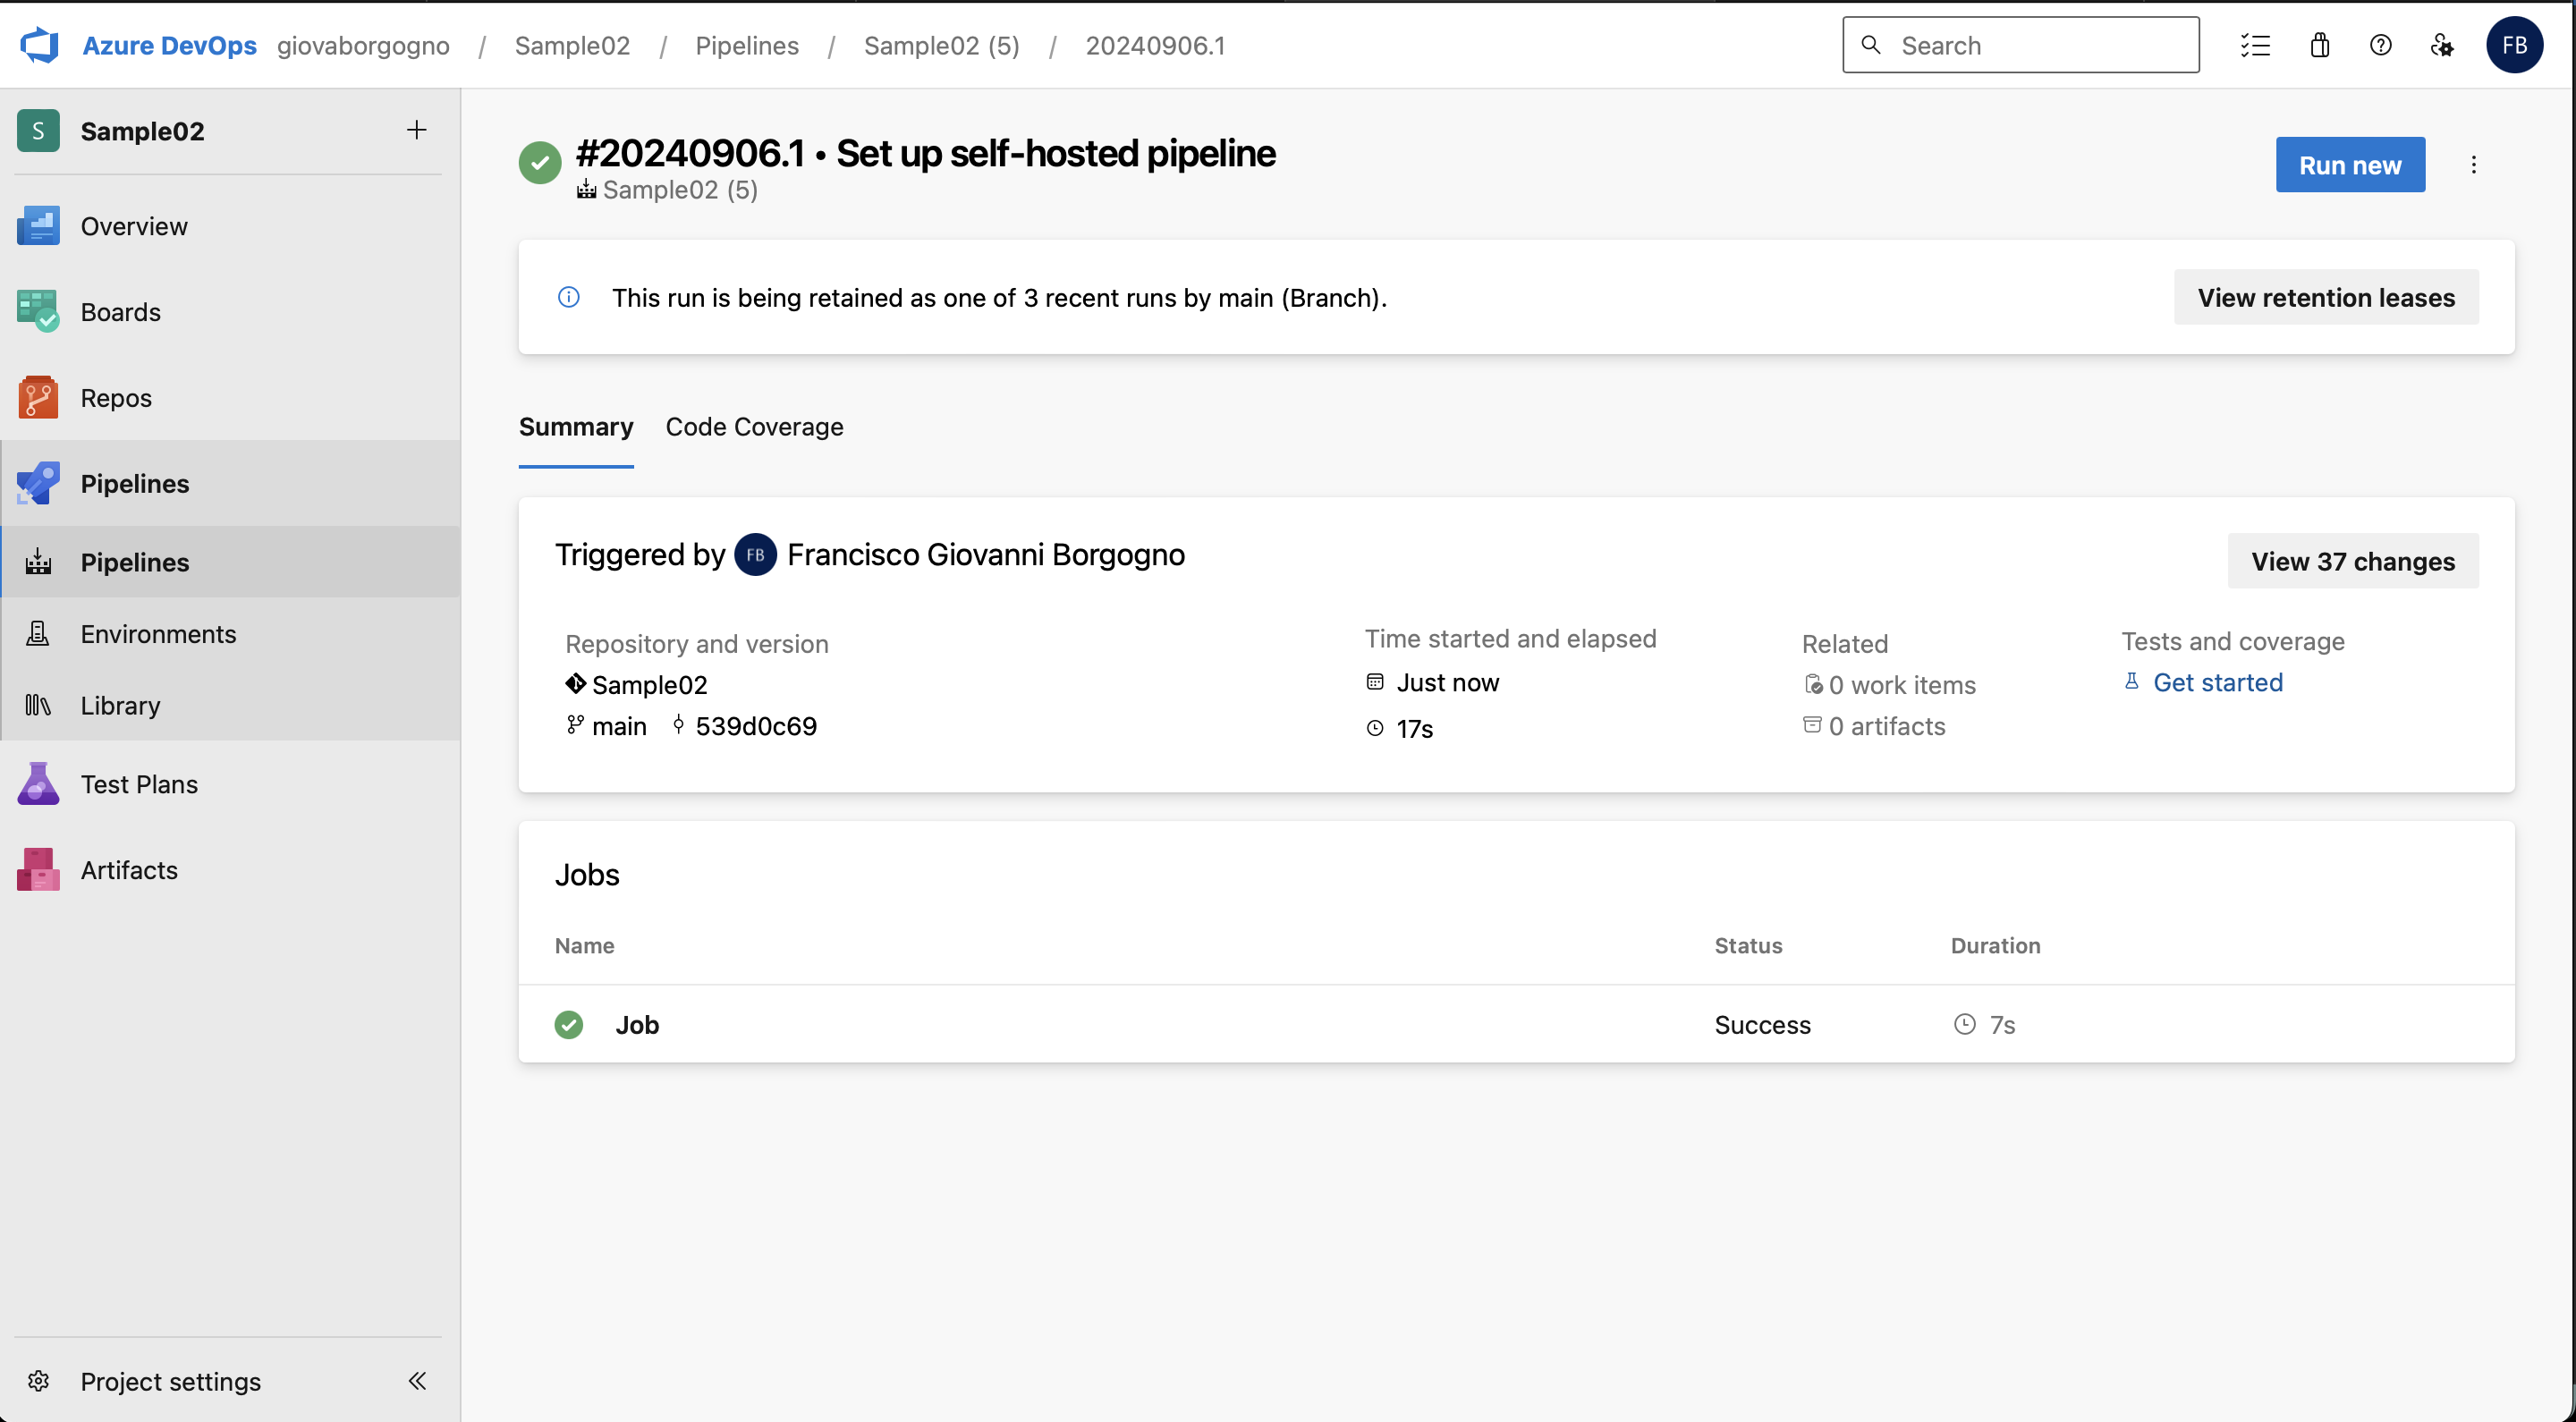 Azure DevOps giovaborgogno / Sample02 / Pipelines / Sample02 (5) / 20240906.1
Search
FB
S Sample02
Overview
Boards
Repos
Pipelines
Pipelines
Environments
Library
Test Plans
Artifacts
Project settings
#20240906.1 • Set up self-hosted pipeline
Sample02 (5)
Run new
This run is being retained as one of 3 recent runs by main (Branch).
View retention leases
Summary Code Coverage
Triggered by FB Francisco Giovanni Borgogno
View 37 changes
Repository and version
Sample02
main 539d0c69
Time started and elapsed
Just now
17s
Related
0 work items
0 artifacts
Tests and coverage
Get started
Jobs
Name Status Duration
Job Success 7s